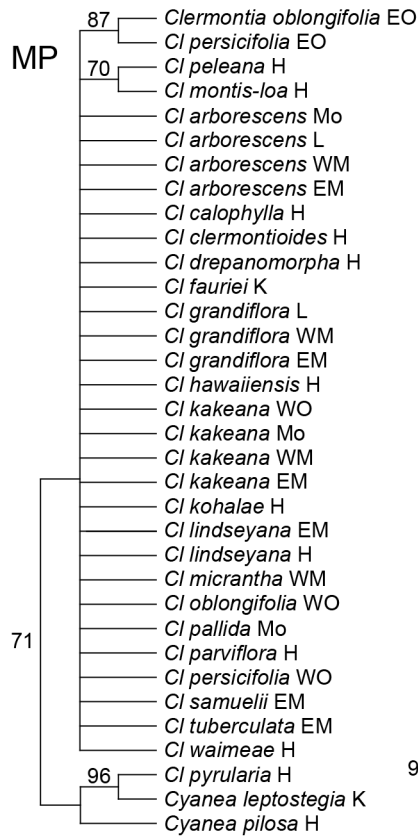 87
Clermontia oblongifolia EO
Cl persicifolia EO
MP
70
Cl peleana H
Cl montis-loa H
Cl arborescens Mo
Cl arborescens L
Cl arborescens WM
Cl arborescens EM
Cl calophylla H
Cl clermontioides H
Cl drepanomorpha H
Cl fauriei K
Cl grandiflora L
Cl grandiflora WM
Cl grandiflora EM
Cl hawaiiensis H
Cl kakeana WO
Cl kakeana Mo
Cl kakeana WM
Cl kakeana EM
Cl kohalae H
Cl lindseyana EM
Cl lindseyana H
Cl micrantha WM
Cl oblongifolia WO
Cl pallida Mo
71
Cl parviflora H
Cl persicifolia WO
Cl samuelii EM
Cl tuberculata EM
Cl waimeae H
9
96
Cl pyrularia H
Cyanea leptostegia K
Cyanea pilosa H